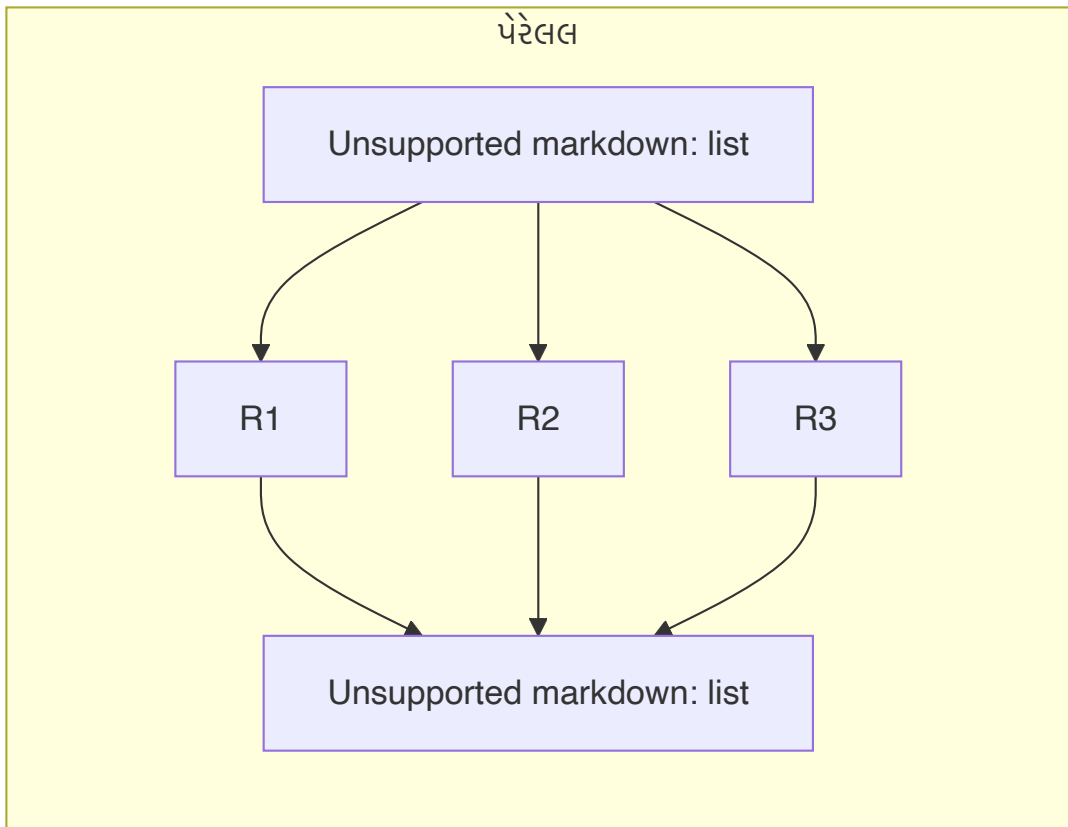 પેરેલલ
Unsupported markdown: list
R1
R2
R3
Unsupported markdown: list